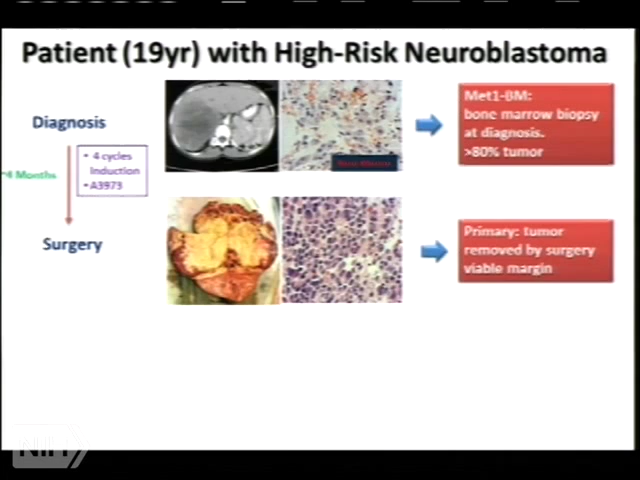 Patient (19yr) with High-Risk Neuroblastoma
Diagnosis
~4 Months
• 4 cycles
Induction
• A3973
Surgery
Met1-BM:
bone marrow biopsy
at diagnosis.
>80% tumor
Primary: tumor
removed by surgery
viable margin
NIH